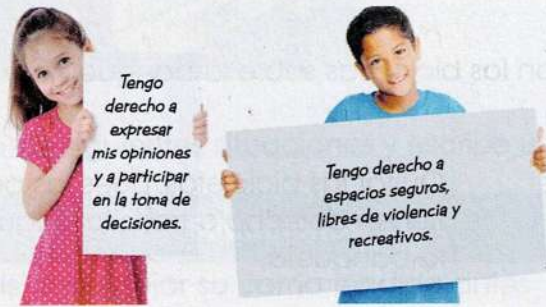 Tengo
derecho a
expresar
mis opiniones
y a participar
en la toma de
decisiones.
Tengo derecho a
espacios seguros,
libres de violencia y
recreativos.